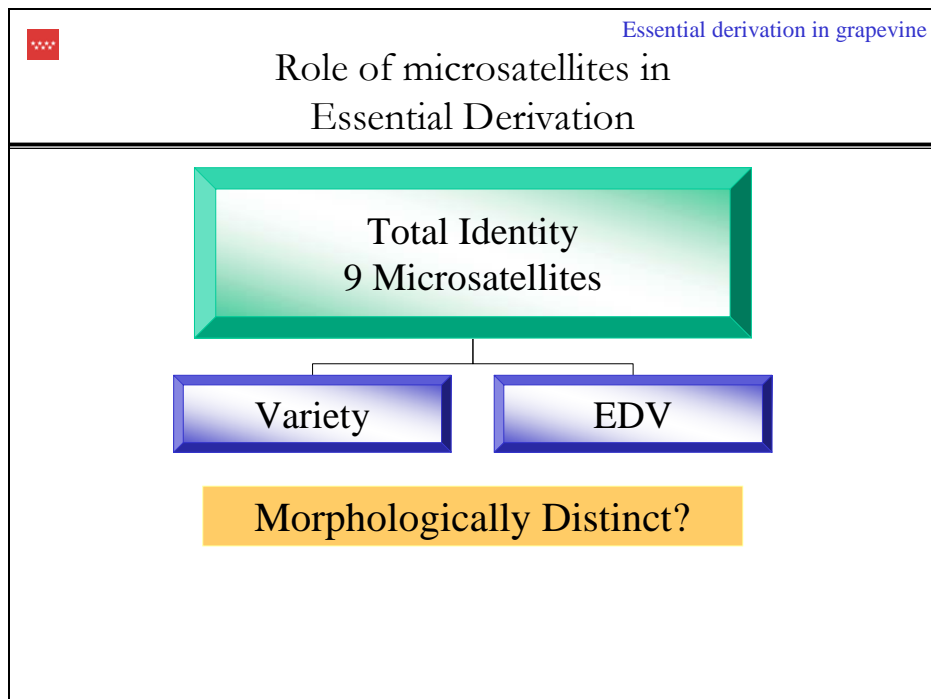 Essential derivation in grapevine
Role of microsatellites in
Essential Derivation
Total Identity
9 Microsatellites
Variety
EDV
Morphologically Distinct?